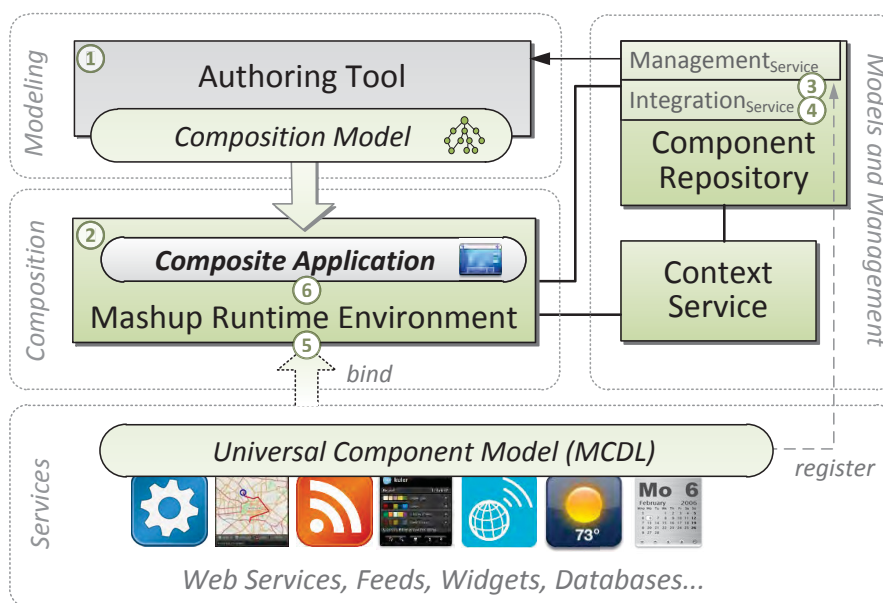 Modeling
1
Authoring Tool
Composition Model
Management Service
3
Integration Service
4
Component
Repository
Models and Management
Composition
2
Composite Application
6
Mashup Runtime Environment
5
bind
Context
Service
Services
Universal Component Model (MCDL)
register
kuler
73°
Mo 6
February 2006
Web Services, Feeds, Widgets, Databases...